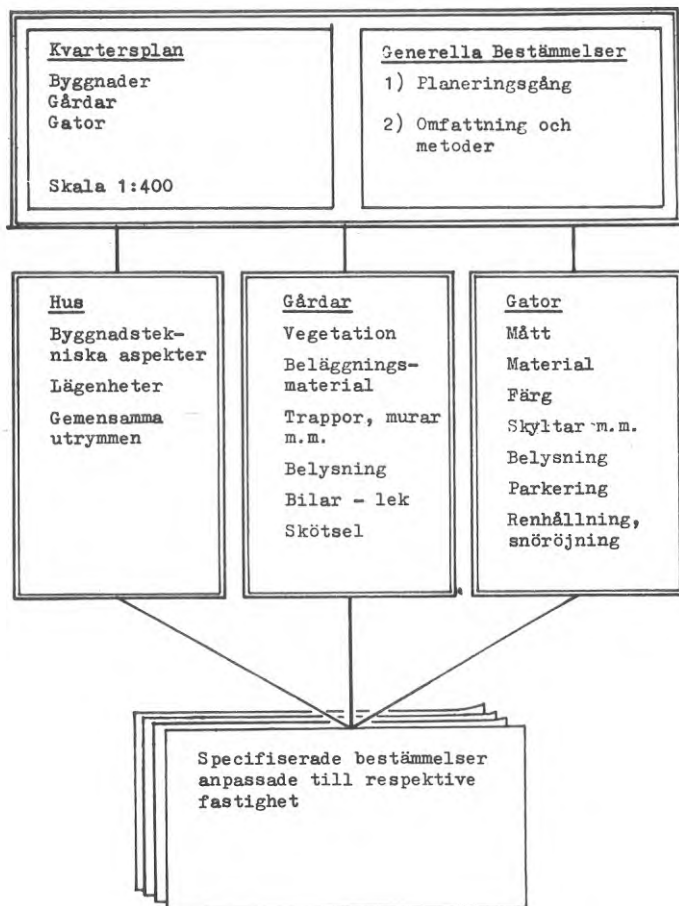 Kvartersplan
Byggnader
Gårdar
Gator
Skala 1:400
Generella Bestämmelser
1) Planeringsgång
2) Omfattning och
metoder
Hus
Byggnadstek-
niska aspekter
Lägenheter
Gemensamma
utrymmen
Gårdar
Vegetation
Beläggnings-
material
Trappor, murar
m.m.
Belysning
Bilar - lek
Skötsel
Gator
Mått
Material
Färg
Skyltar m.m.
Belysning
Parkering
Renhållning,
snöröjning
Specifiserade bestämmelser
anpassade till respektive
fastighet